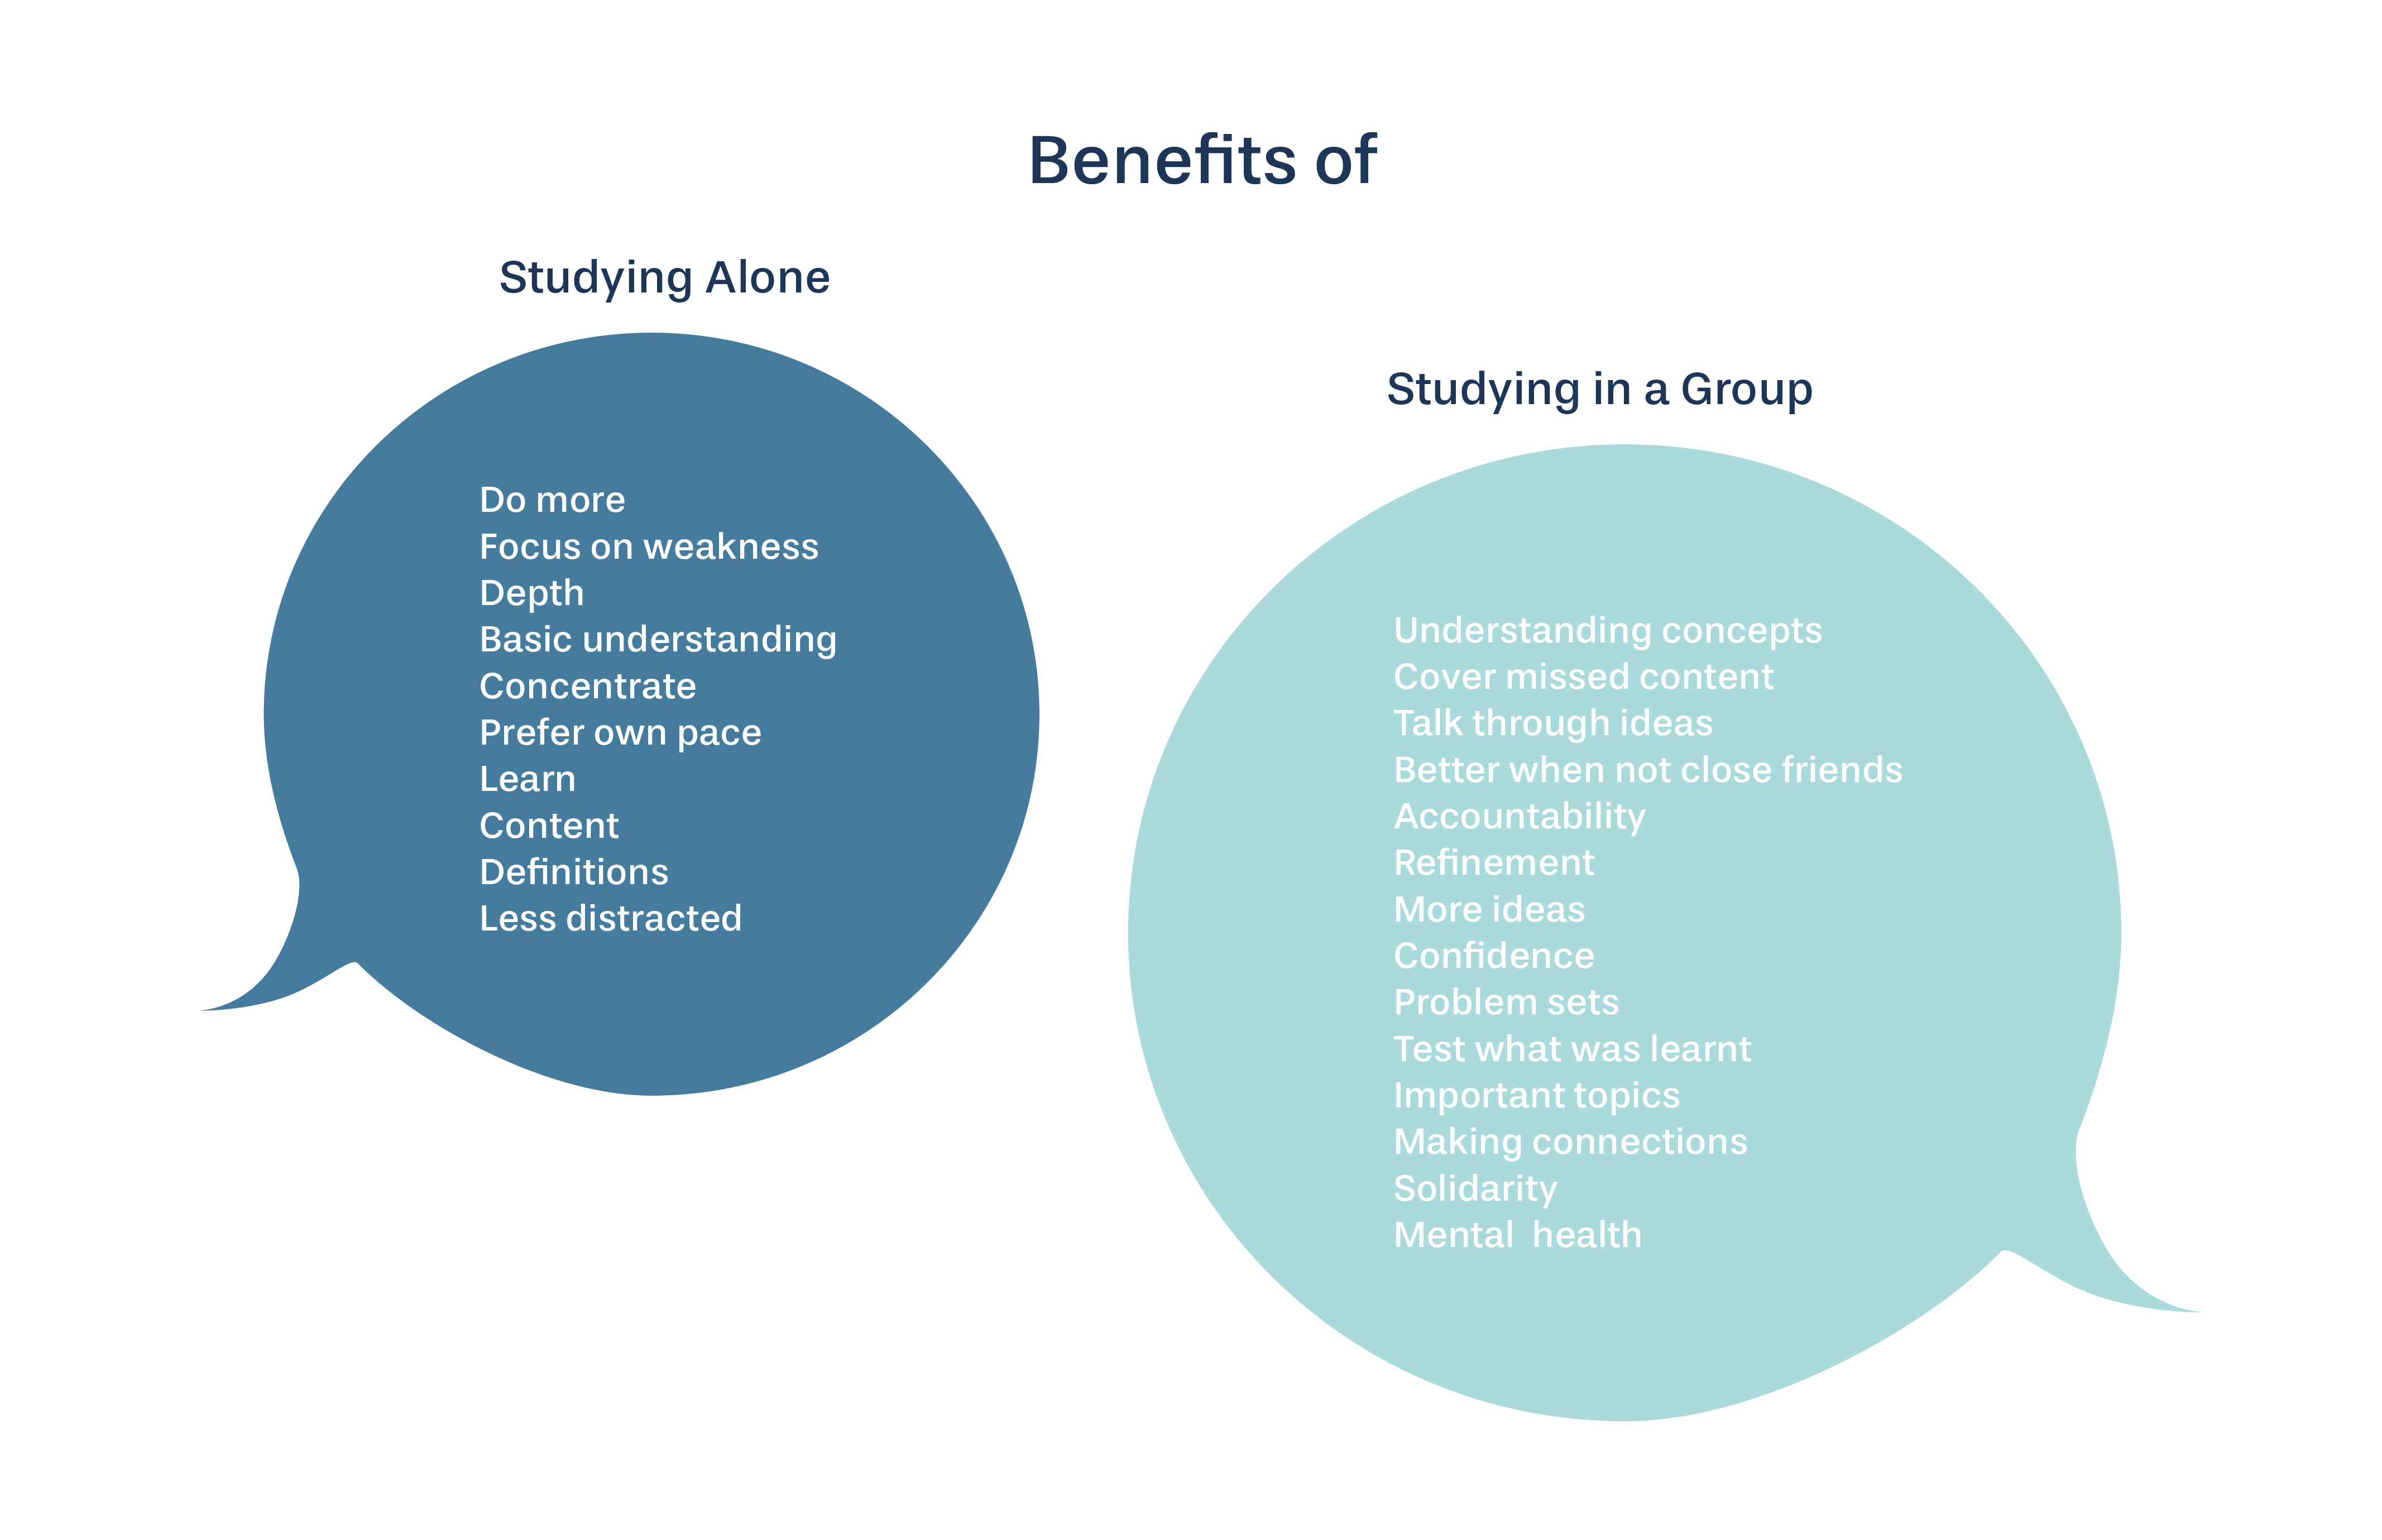 Benefits of
Studying Alone
Do more
Focus on weakness
Depth
Basic understanding
Concentrate
Prefer own pace
Learn
Content
Definitions
Less distracted
Studying in a Group
Understanding concepts
Cover missed content
Talk through ideas
Better when not close friends
Accountability
Refinement
More ideas
Confidence
Problem sets
Test what was learnt
Important topics
Making connections
Solidarity
Mental  health